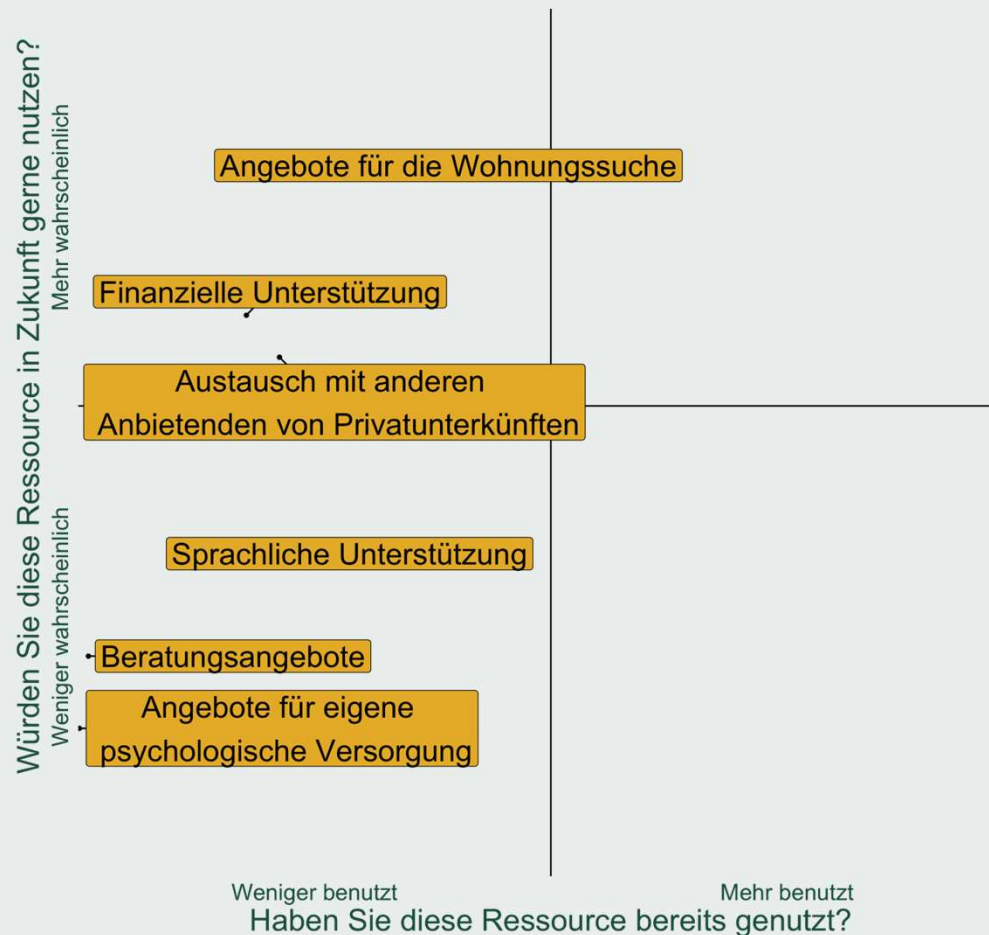 Würden Sie diese Ressource in Zukunft gerne nutzen?
Mehr wahrscheinlich
Weniger wahrscheinlich
Angebote für die Wohnungssuche
Finanzielle Unterstützung
Austausch mit anderen
Anbietenden von Privatunterkünften
Sprachliche Unterstützung
Beratungsangebote
Angebote für eigene
psychologische Versorgung
Weniger benutzt
Mehr benutzt
Haben Sie diese Ressource bereits genutzt?